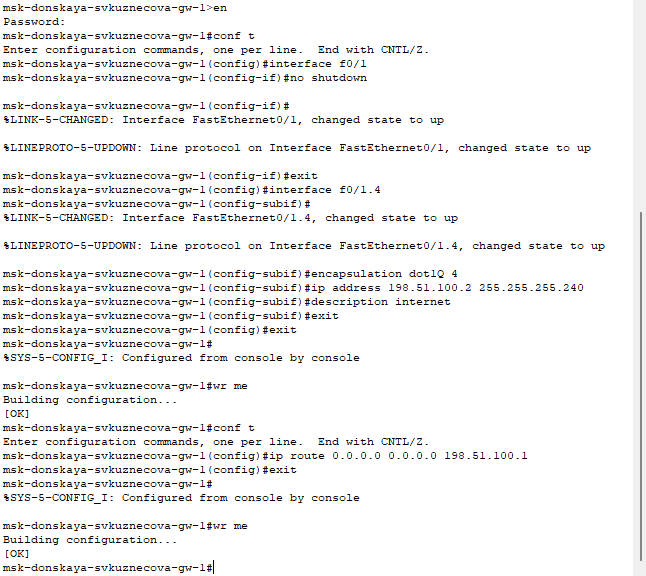 msk-donskaya-svkuznecova-gw-1>en
Password:
msk-donskaya-svkuznecova-gw-1#conf t
Enter configuration commands, one per line.  End with CNTL/Z.
msk-donskaya-svkuznecova-gw-1(config)#interface f0/1
msk-donskaya-svkuznecova-gw-1(config-if)#no shutdown
msk-donskaya-svkuznecova-gw-1(config-if)#
%LINK-5-CHANGED: Interface FastEthernet0/1, changed state to up
%LINEPROTO-5-UPDOWN: Line protocol on Interface FastEthernet0/1, changed state to up
msk-donskaya-svkuznecova-gw-1(config-if)#exit
msk-donskaya-svkuznecova-gw-1(config)#interface f0/1.4
msk-donskaya-svkuznecova-gw-1(config-subif)#
%LINK-5-CHANGED: Interface FastEthernet0/1.4, changed state to up
%LINEPROTO-5-UPDOWN: Line protocol on Interface FastEthernet0/1.4, changed state to up
msk-donskaya-svkuznecova-gw-1(config-subif)#encapsulation dot1Q 4
msk-donskaya-svkuznecova-gw-1(config-subif)#ip address 198.51.100.2 255.255.255.240
msk-donskaya-svkuznecova-gw-1(config-subif)#description internet
msk-donskaya-svkuznecova-gw-1(config-subif)#exit
msk-donskaya-svkuznecova-gw-1(config)#exit
msk-donskaya-svkuznecova-gw-1#
%SYS-5-CONFIG_I: Configured from console by console
msk-donskaya-svkuznecova-gw-1#wr me
Building configuration...
[OK]
msk-donskaya-svkuznecova-gw-1#conf t
Enter configuration commands, one per line.  End with CNTL/Z.
msk-donskaya-svkuznecova-gw-1(config)#ip route 0.0.0.0 0.0.0.0 198.51.100.1
msk-donskaya-svkuznecova-gw-1(config)#exit
msk-donskaya-svkuznecova-gw-1#
%SYS-5-CONFIG_I: Configured from console by console
msk-donskaya-svkuznecova-gw-1#wr me
Building configuration...
[OK]
msk-donskaya-svkuznecova-gw-1#